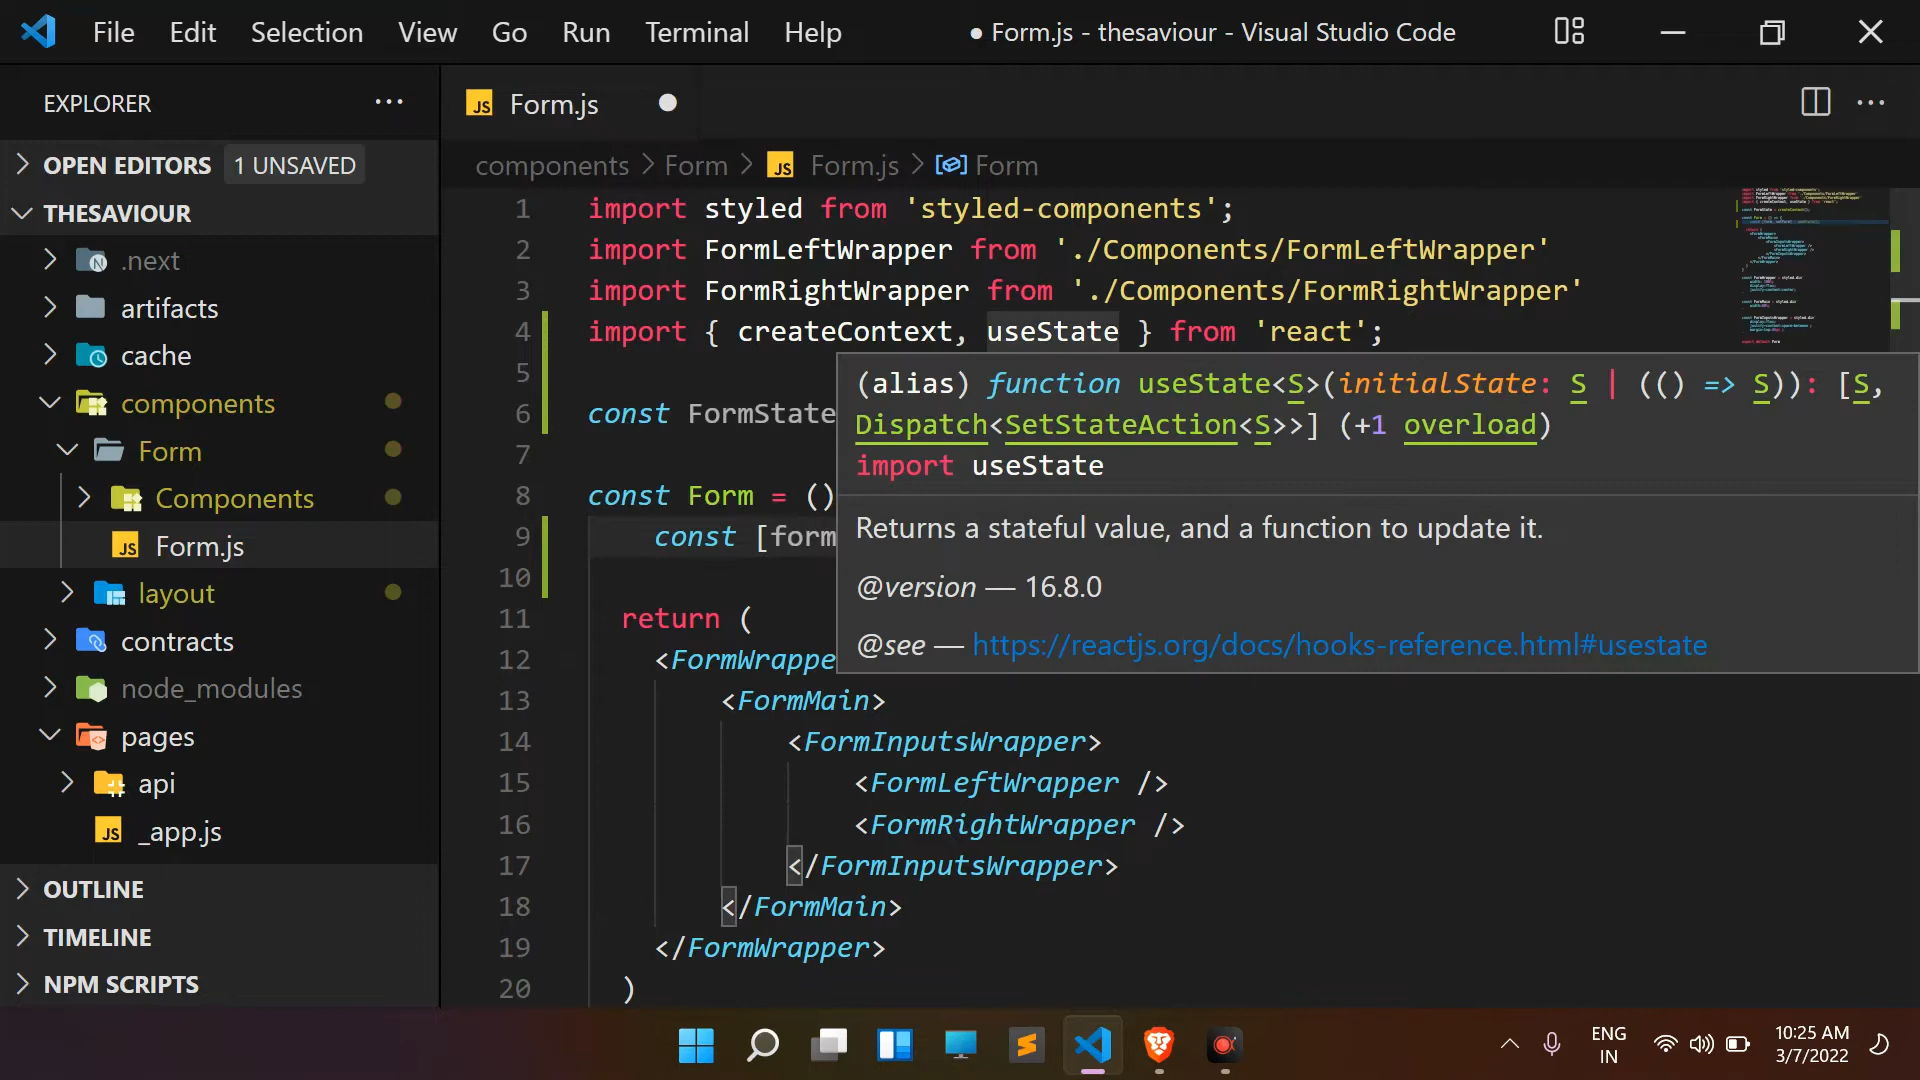 File Edit Selection View Go Run Terminal Help ● Form.js - thesaviour - Visual Studio Code
EXPLORER ···
JS Form.js
OPEN EDITORS 1 UNSAVED
components > Form > JS Form.js > Form
THESAVIOUR
.next
artifacts
cache
components
Form
Components
JS Form.js
layout
contracts
node_modules
pages
api
JS _app.js
OUTLINE
TIMELINE
NPM SCRIPTS
1 import styled from 'styled-components';
2 import FormLeftWrapper from './Components/FormLeftWrapper'
3 import FormRightWrapper from './Components/FormRightWrapper'
4 import { createContext, useState } from 'react';
5
6 const FormState
7
8 const Form = ()
9 const [form
10
11 return (
12 <FormWrappe
13 <FormMain>
14 <FormInputsWrapper>
15 <FormLeftWrapper />
16 <FormRightWrapper />
17 </FormInputsWrapper>
18 </FormMain>
19 </FormWrapper>
20 )
(alias) function useState<S>(initialState: S | (() => S)): [S,
Dispatch<SetStateAction<S>>] (+1 overload)
import useState
Returns a stateful value, and a function to update it.
@version — 16.8.0
@see — https://reactjs.org/docs/hooks-reference.html#usestate
ENG
IN
10:25 AM
3/7/2022